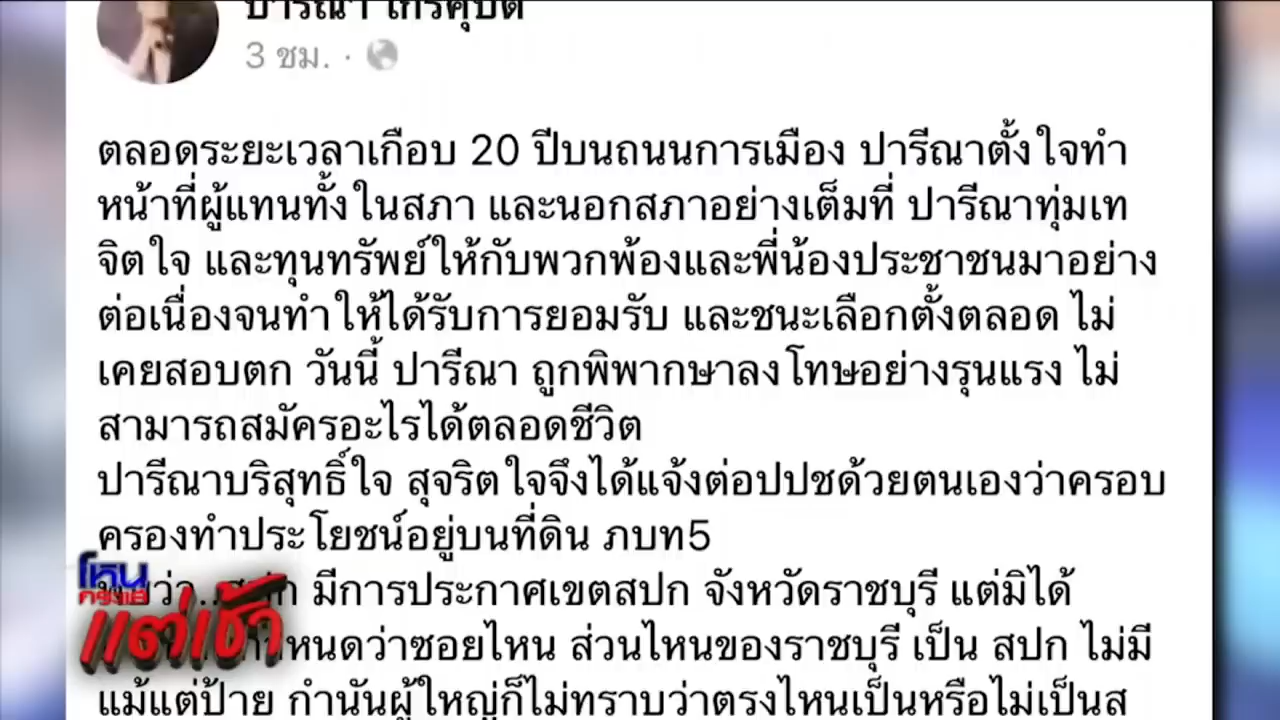 ปารีณา ไกรคุปต์
3 ชม. ·
ตลอดระยะเวลาเกือบ 20 ปีบนถนนการเมือง ปารีณาตั้งใจทำ
หน้าที่ผู้แทนทั้งในสภา และนอกสภาอย่างเต็มที่ ปารีณาทุ่มเท
จิตใจ และทุนทรัพย์ให้กับพวกพ้องและพี่น้องประชาชนมาอย่าง
ต่อเนื่องจนทำให้ได้รับการยอมรับ และชนะเลือกตั้งตลอด ไม่
เคยสอบตก วันนี้ ปารีณา ถูกพิพากษาลงโทษอย่างรุนแรง ไม่
สามารถสมัครอะไรได้ตลอดชีวิต
ปารีณาบริสุทธิ์ใจ สุจริตใจจึงได้แจ้งต่อปปชด้วยตนเองว่าครอบ
ครองทำประโยชน์อยู่บนที่ดิน ภบท5
มีการประกาศเขตสปก จังหวัดราชบุรี แต่มิได้
หนดว่าซอยไหน ส่วนไหนของราชบุรี เป็น สปก ไม่มี
แม้แต่ป้าย กำนันผู้ใหญ่ก็ไม่ทราบว่าตรงไหนเป็นหรือไม่เป็นส
โหนกระแส
แต่เช้า